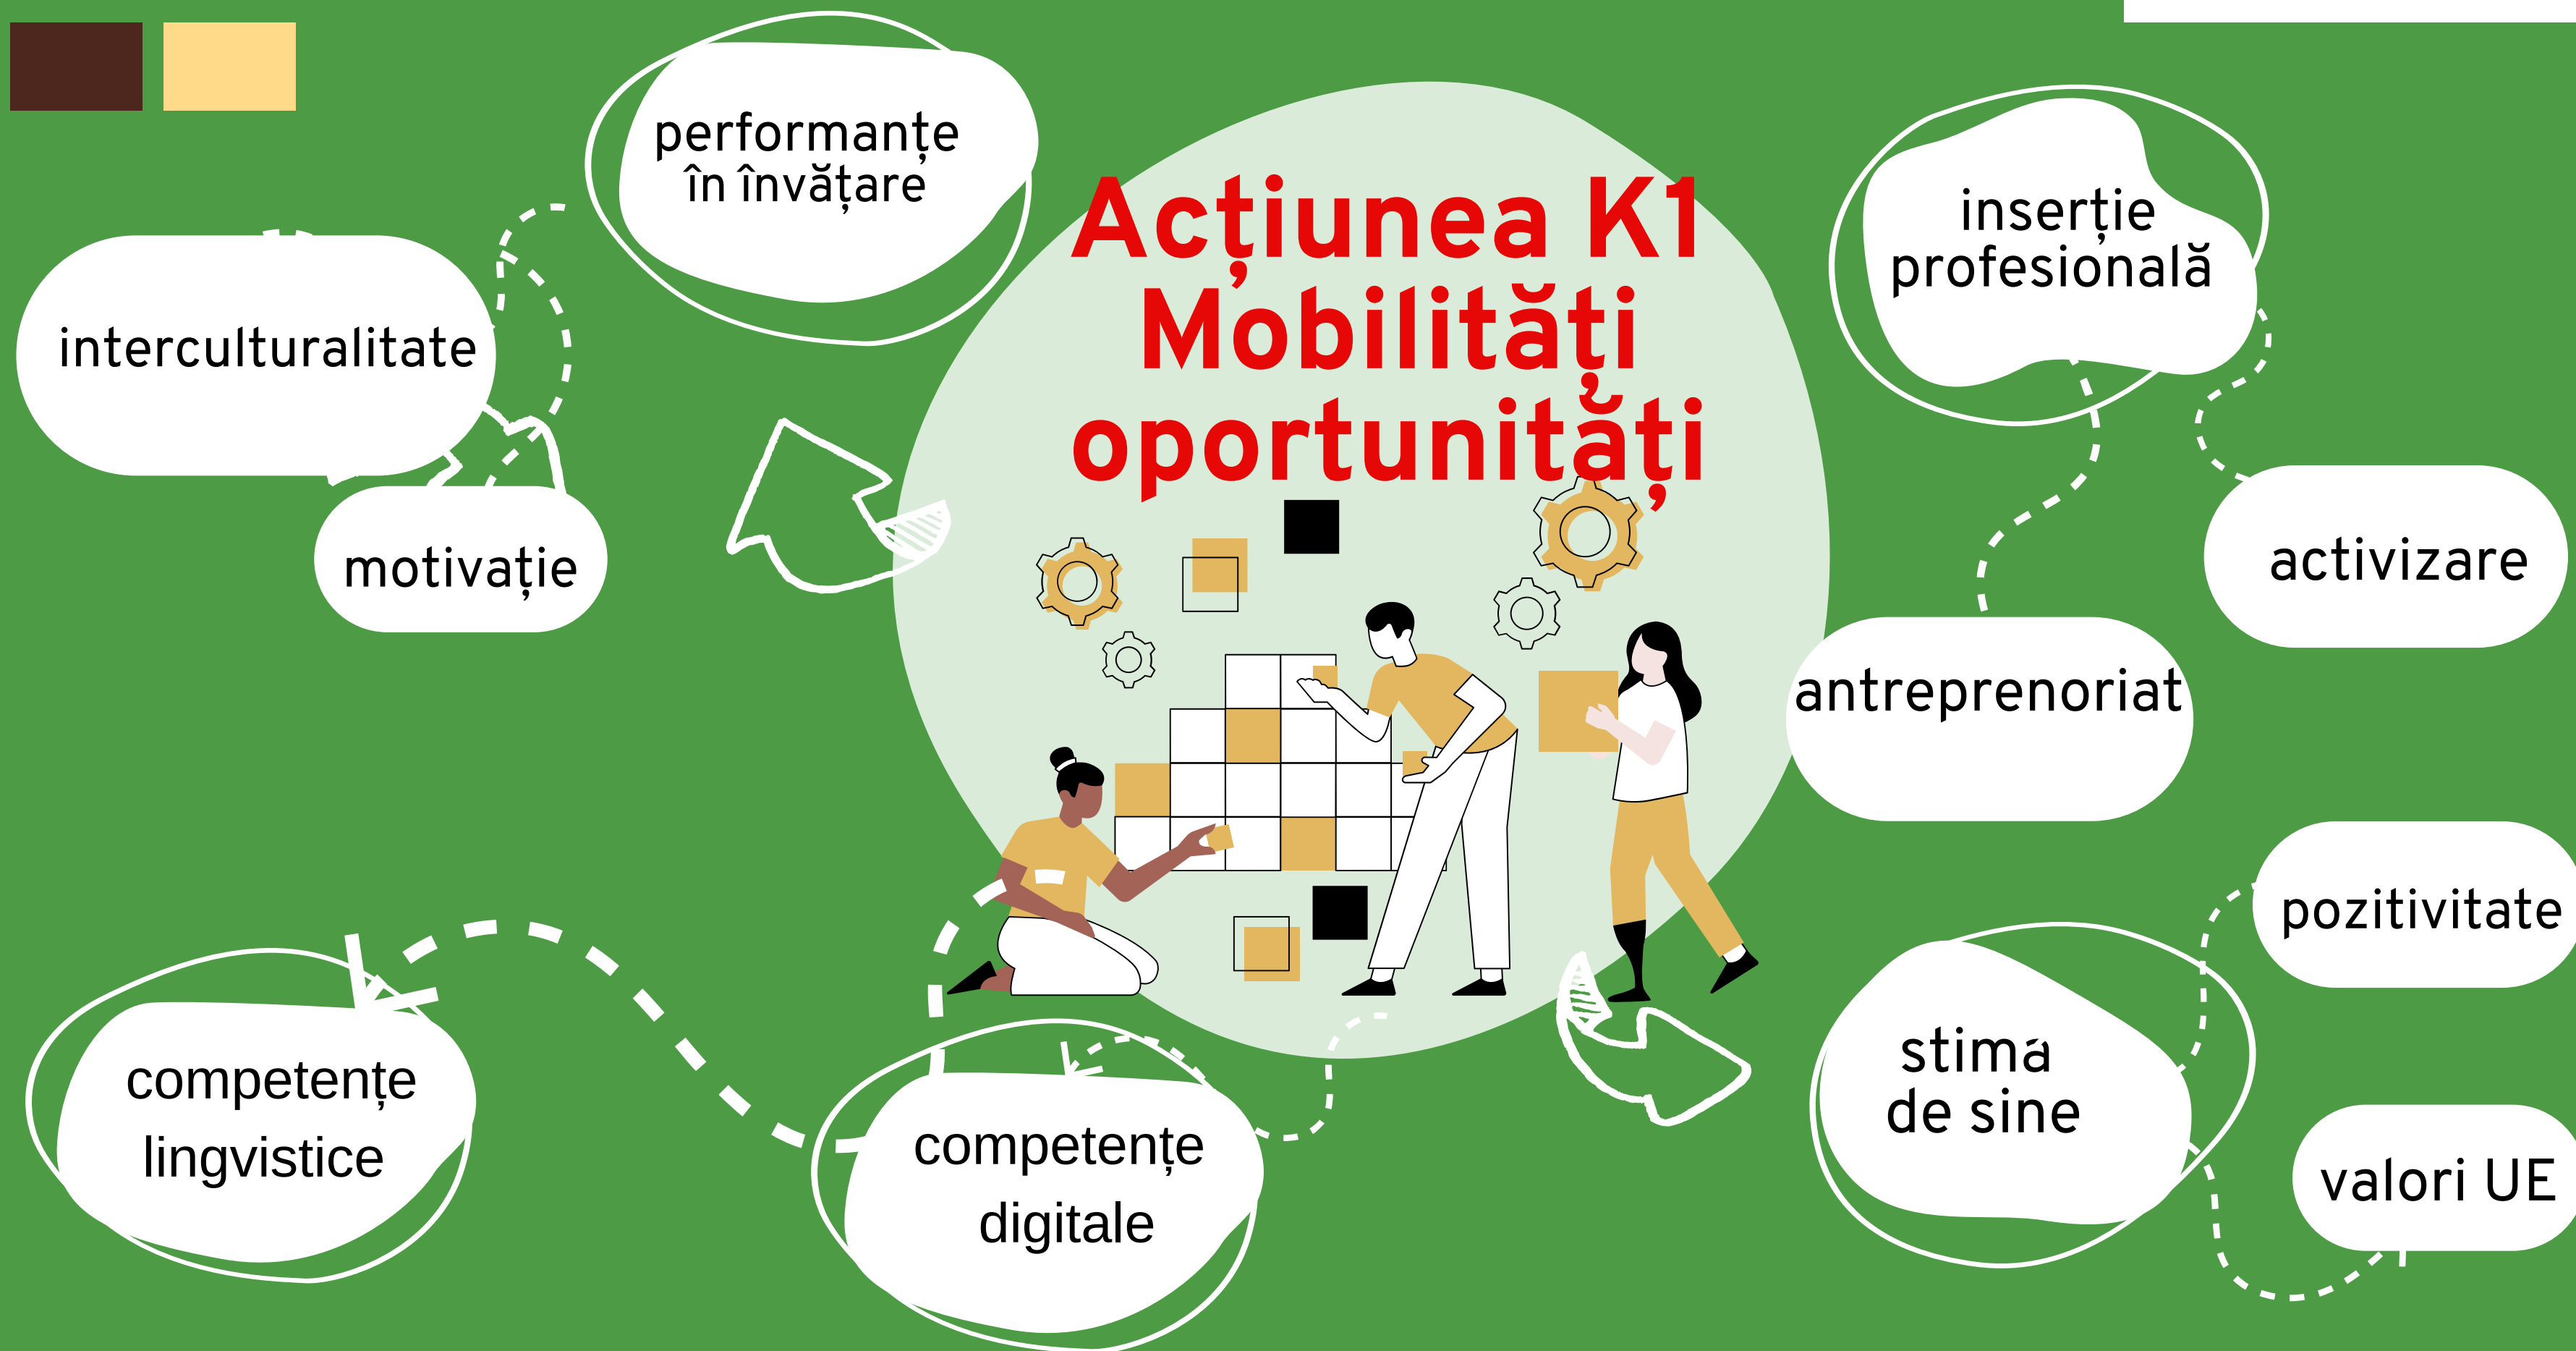 performanțe
în învățare
Acțiunea K1
Mobilități
oportunități
inserție
profesională
interculturalitate
motivație
activizare
antreprenoriat
pozitivitate
stimă
de sine
valori UE
competențe
lingvistice
competențe
digitale